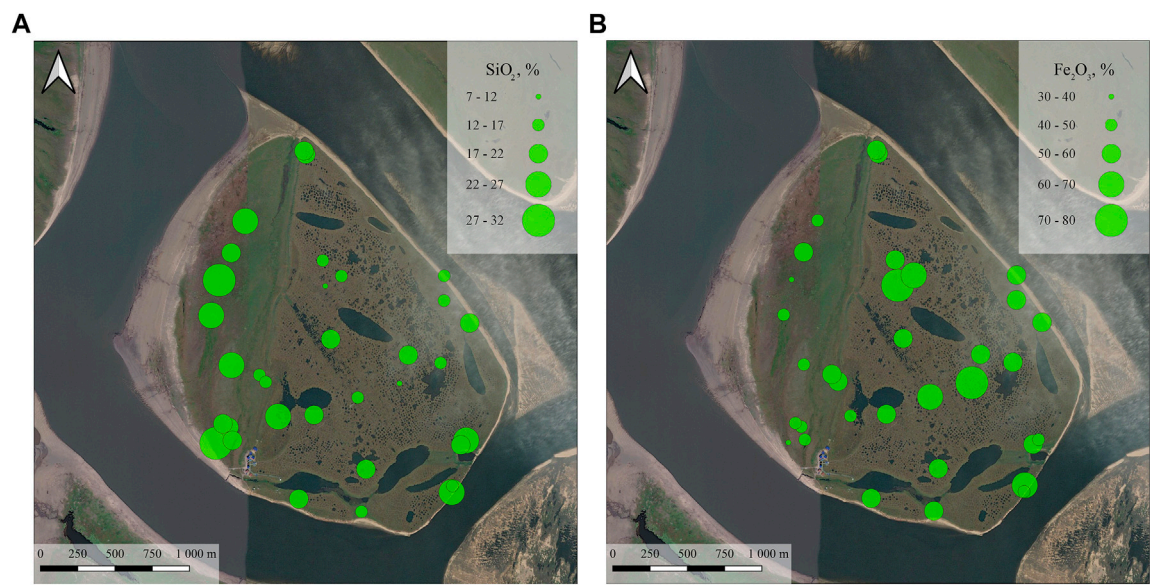 A
SiO₂, %
7 - 12
12 - 17
17 - 22
22 - 27
27 - 32
0 250 500 750 1 000 m
B
Fe₂O₃, %
30 - 40
40 - 50
50 - 60
60 - 70
70 - 80
0 250 500 750 1 000 m